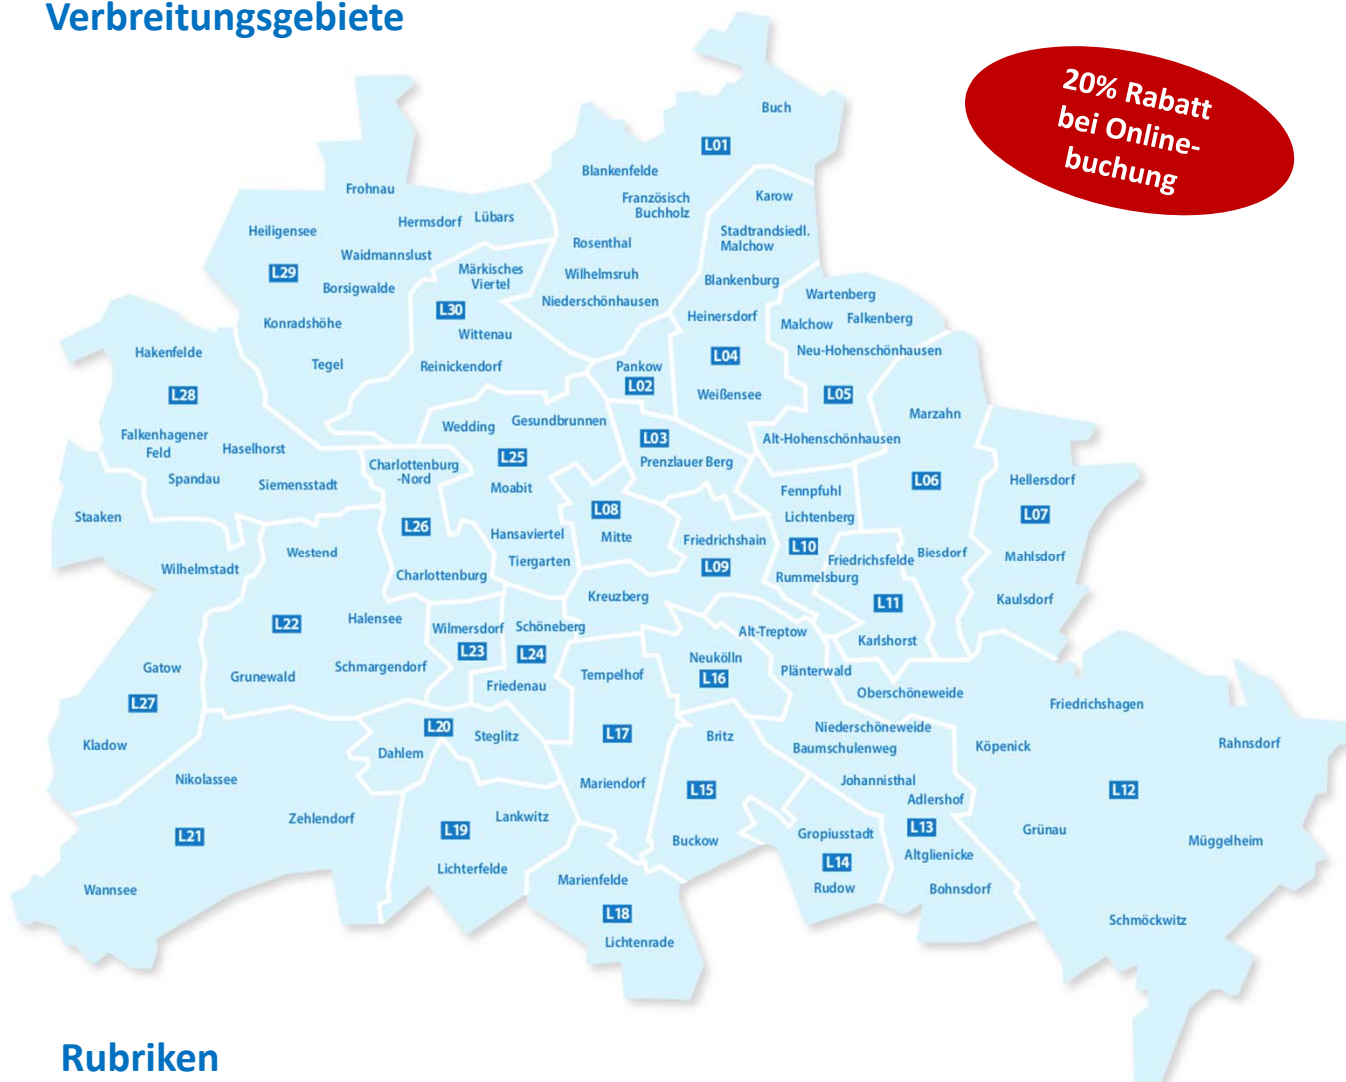 Verbreitungsgebiete
20% Rabatt
bei Online-
buchung
Buch
L01
Blankenfelde
Französisch
Buchholz
Karow
Frohnau
Hermsdorf
Lübars
Heiligensee
Stadtrandsiedl.
Malchow
Rosenthal
Waidmannslust
L29
Märkisches
Viertel
Wilhelmsruh
Blankenburg
Borsigwalde
Niederschönhausen
Wartenberg
L30
Heinersdorf
Malchow
Falkenberg
Konradshöhe
Wittenau
Neu-Hohenschönhausen
Hakenfelde
L04
Tegel
Reinickendorf
Pankow
L02
L28
Weißensee
L05
Marzahn
Wedding
Gesundbrunnen
L03
Alt-Hohenschönhausen
Falkenhagener
Feld
Haselhorst
L25
Prenzlauer Berg
Charlottenburg
-Nord
Spandau
Siemensstadt
Moabit
Fennpfuhl
L06
Hellersdorf
L08
Staaken
Lichtenberg
L07
L26
Hansaviertel
Mitte
Friedrichshain
L10
Westend
Tiergarten
L09
Friedrichsfelde
Biesdorf
Mahlsdorf
Wilhelmstadt
Charlottenburg
Rummelsburg
Kreuzberg
L11
Kaulsdorf
L22
Halensee
Wilmersdorf
Schöneberg
Alt-Treptow
Karlshorst
L23
L24
Neukölln
Gatow
Grunewald
Schmargendorf
Friedenau
Tempelhof
L16
Plänterwald
Oberschöneweide
L27
Friedrichshagen
L20
Steglitz
L17
Britz
Niederschöneweide
Baumschulenweg
Kladow
Dahlem
Köpenick
Rahnsdorf
Nikolassee
Mariendorf
L15
Johannisthal
L12
Adlershof
Zehlendorf
Lankwitz
L19
L21
Buckow
Gropiusstadt
L13
Grünau
Müggelheim
Altglienicke
L14
Lichterfelde
Marienfelde
Wannsee
Rudow
Bohnsdorf
L18
Schmöckwitz
Lichtenrade
Rubriken